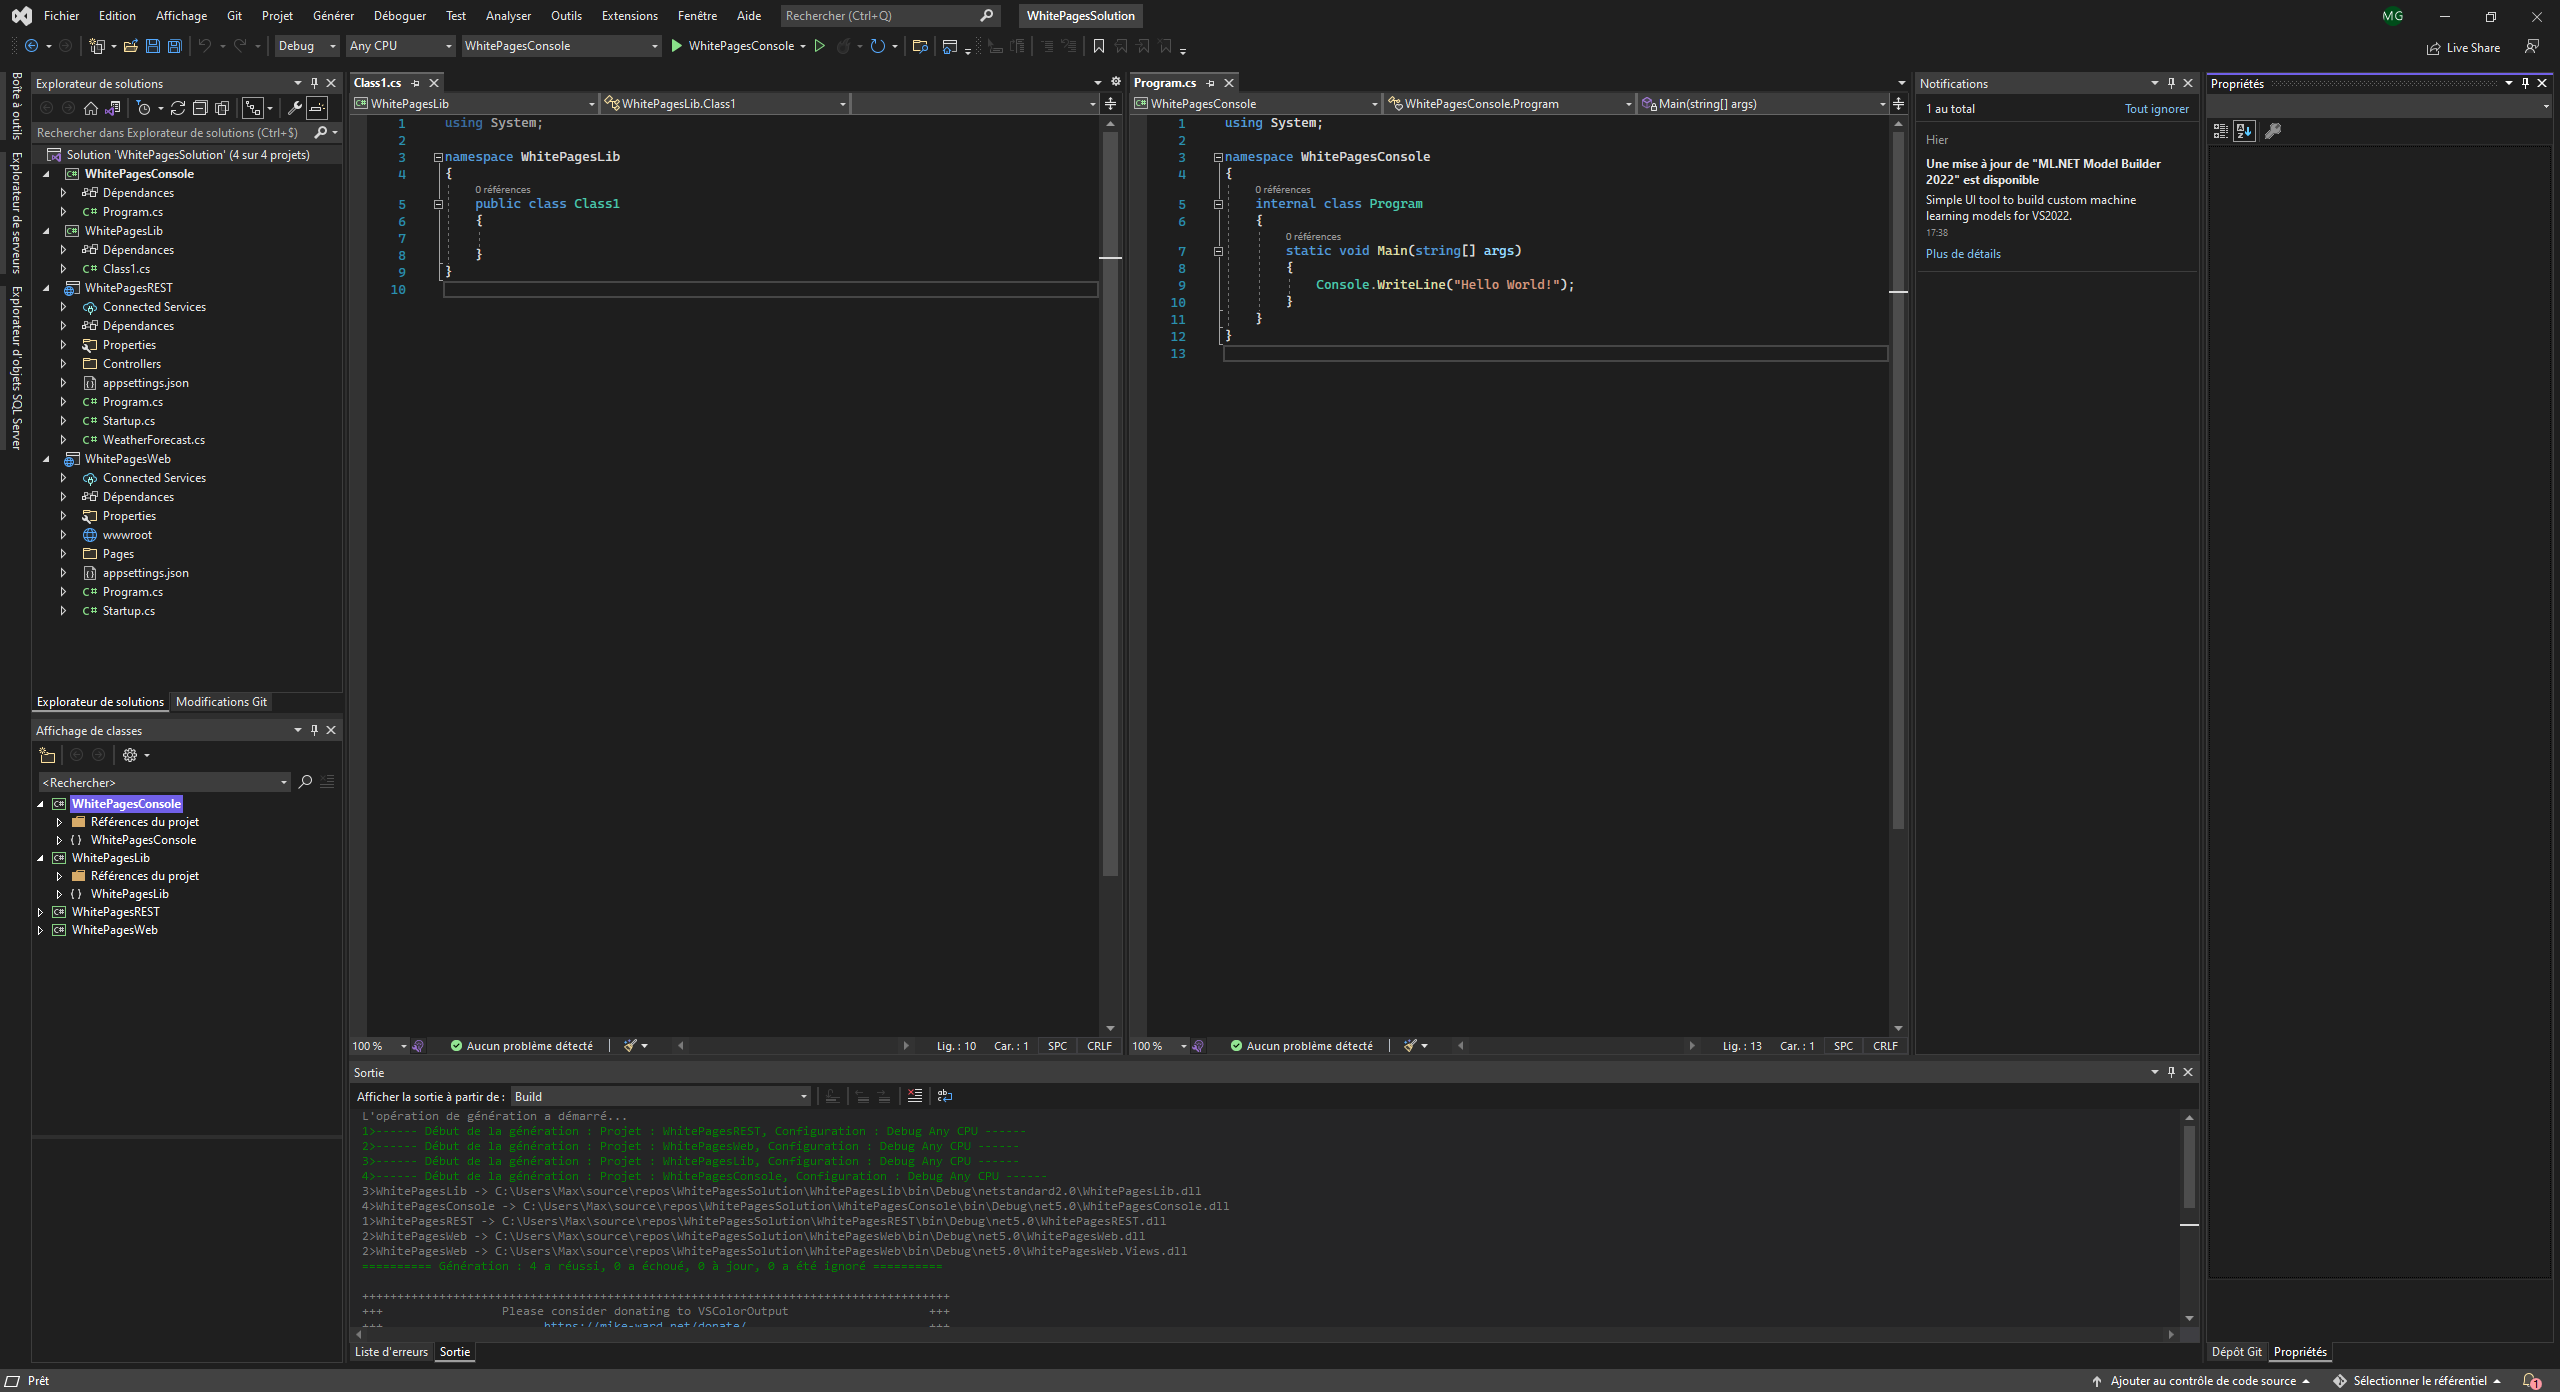 Fichier Edition Affichage Git Projet Générer Déboguer Test Analyser Outils Extensions Fenêtre Aide Rechercher (Ctrl+Q) WhitePagesSolution MG
Debug Any CPU WhitePagesConsole WhitePagesConsole Live Share
Boîte à outils
Explorateur de serveurs
Explorateur d'objets SQL Server
Explorateur de solutions
Rechercher dans Explorateur de solutions (Ctrl+$)
Solution 'WhitePagesSolution' (4 sur 4 projets)
WhitePagesConsole
Dépendances
C# Program.cs
WhitePagesLib
Dépendances
C# Class1.cs
WhitePagesREST
Connected Services
Dépendances
Properties
Controllers
appsettings.json
C# Program.cs
C# Startup.cs
C# WeatherForecast.cs
WhitePagesWeb
Connected Services
Dépendances
Properties
wwwroot
Pages
appsettings.json
C# Program.cs
C# Startup.cs
Explorateur de solutions Modifications Git
Affichage de classes
<Rechercher>
WhitePagesConsole
Références du projet
{ } WhitePagesConsole
WhitePagesLib
Références du projet
{ } WhitePagesLib
WhitePagesREST
WhitePagesWeb
Class1.cs
WhitePagesLib WhitePagesLib.Class1
1 using System;
2
3 namespace WhitePagesLib
4 {
0 références
5 public class Class1
6 {
7
8 }
9 }
10
100 % Aucun problème détecté Lig. : 10 Car. : 1 SPC CRLF
Program.cs
WhitePagesConsole WhitePagesConsole.Program Main(string[] args)
1 using System;
2
3 namespace WhitePagesConsole
4 {
0 références
5 internal class Program
6 {
0 références
7 static void Main(string[] args)
8 {
9 Console.WriteLine("Hello World!");
10 }
11 }
12 }
13
100 % Aucun problème détecté Lig. : 13 Car. : 1 SPC CRLF
Notifications
1 au total Tout ignorer
Hier
Une mise à jour de "ML.NET Model Builder
2022" est disponible
Simple UI tool to build custom machine
learning models for VS2022.
17:38
Plus de détails
Propriétés
Sortie
Afficher la sortie à partir de : Build
L'opération de génération a démarré...
1>------ Début de la génération : Projet : WhitePagesREST, Configuration : Debug Any CPU ------
2>------ Début de la génération : Projet : WhitePagesWeb, Configuration : Debug Any CPU ------
3>------ Début de la génération : Projet : WhitePagesLib, Configuration : Debug Any CPU ------
4>------ Début de la génération : Projet : WhitePagesConsole, Configuration : Debug Any CPU ------
3>WhitePagesLib -> C:\Users\Max\source\repos\WhitePagesSolution\WhitePagesLib\bin\Debug\netstandard2.0\WhitePagesLib.dll
4>WhitePagesConsole -> C:\Users\Max\source\repos\WhitePagesSolution\WhitePagesConsole\bin\Debug\net5.0\WhitePagesConsole.dll
1>WhitePagesREST -> C:\Users\Max\source\repos\WhitePagesSolution\WhitePagesREST\bin\Debug\net5.0\WhitePagesREST.dll
2>WhitePagesWeb -> C:\Users\Max\source\repos\WhitePagesSolution\WhitePagesWeb\bin\Debug\net5.0\WhitePagesWeb.dll
2>WhitePagesWeb -> C:\Users\Max\source\repos\WhitePagesSolution\WhitePagesWeb\bin\Debug\net5.0\WhitePagesWeb.Views.dll
========== Génération : 4 a réussi, 0 a échoué, 0 à jour, 0 a été ignoré ==========
++++++++++++++++++++++++++++++++++++++++++++++++++++++++++++++++++++++++++++++++++++
+++ Please consider donating to VSColorOutput +++
+++ https://mike-ward.net/donate/ +++
Liste d'erreurs Sortie
Dépôt Git Propriétés
Prêt Ajouter au contrôle de code source Sélectionner le référentiel 1